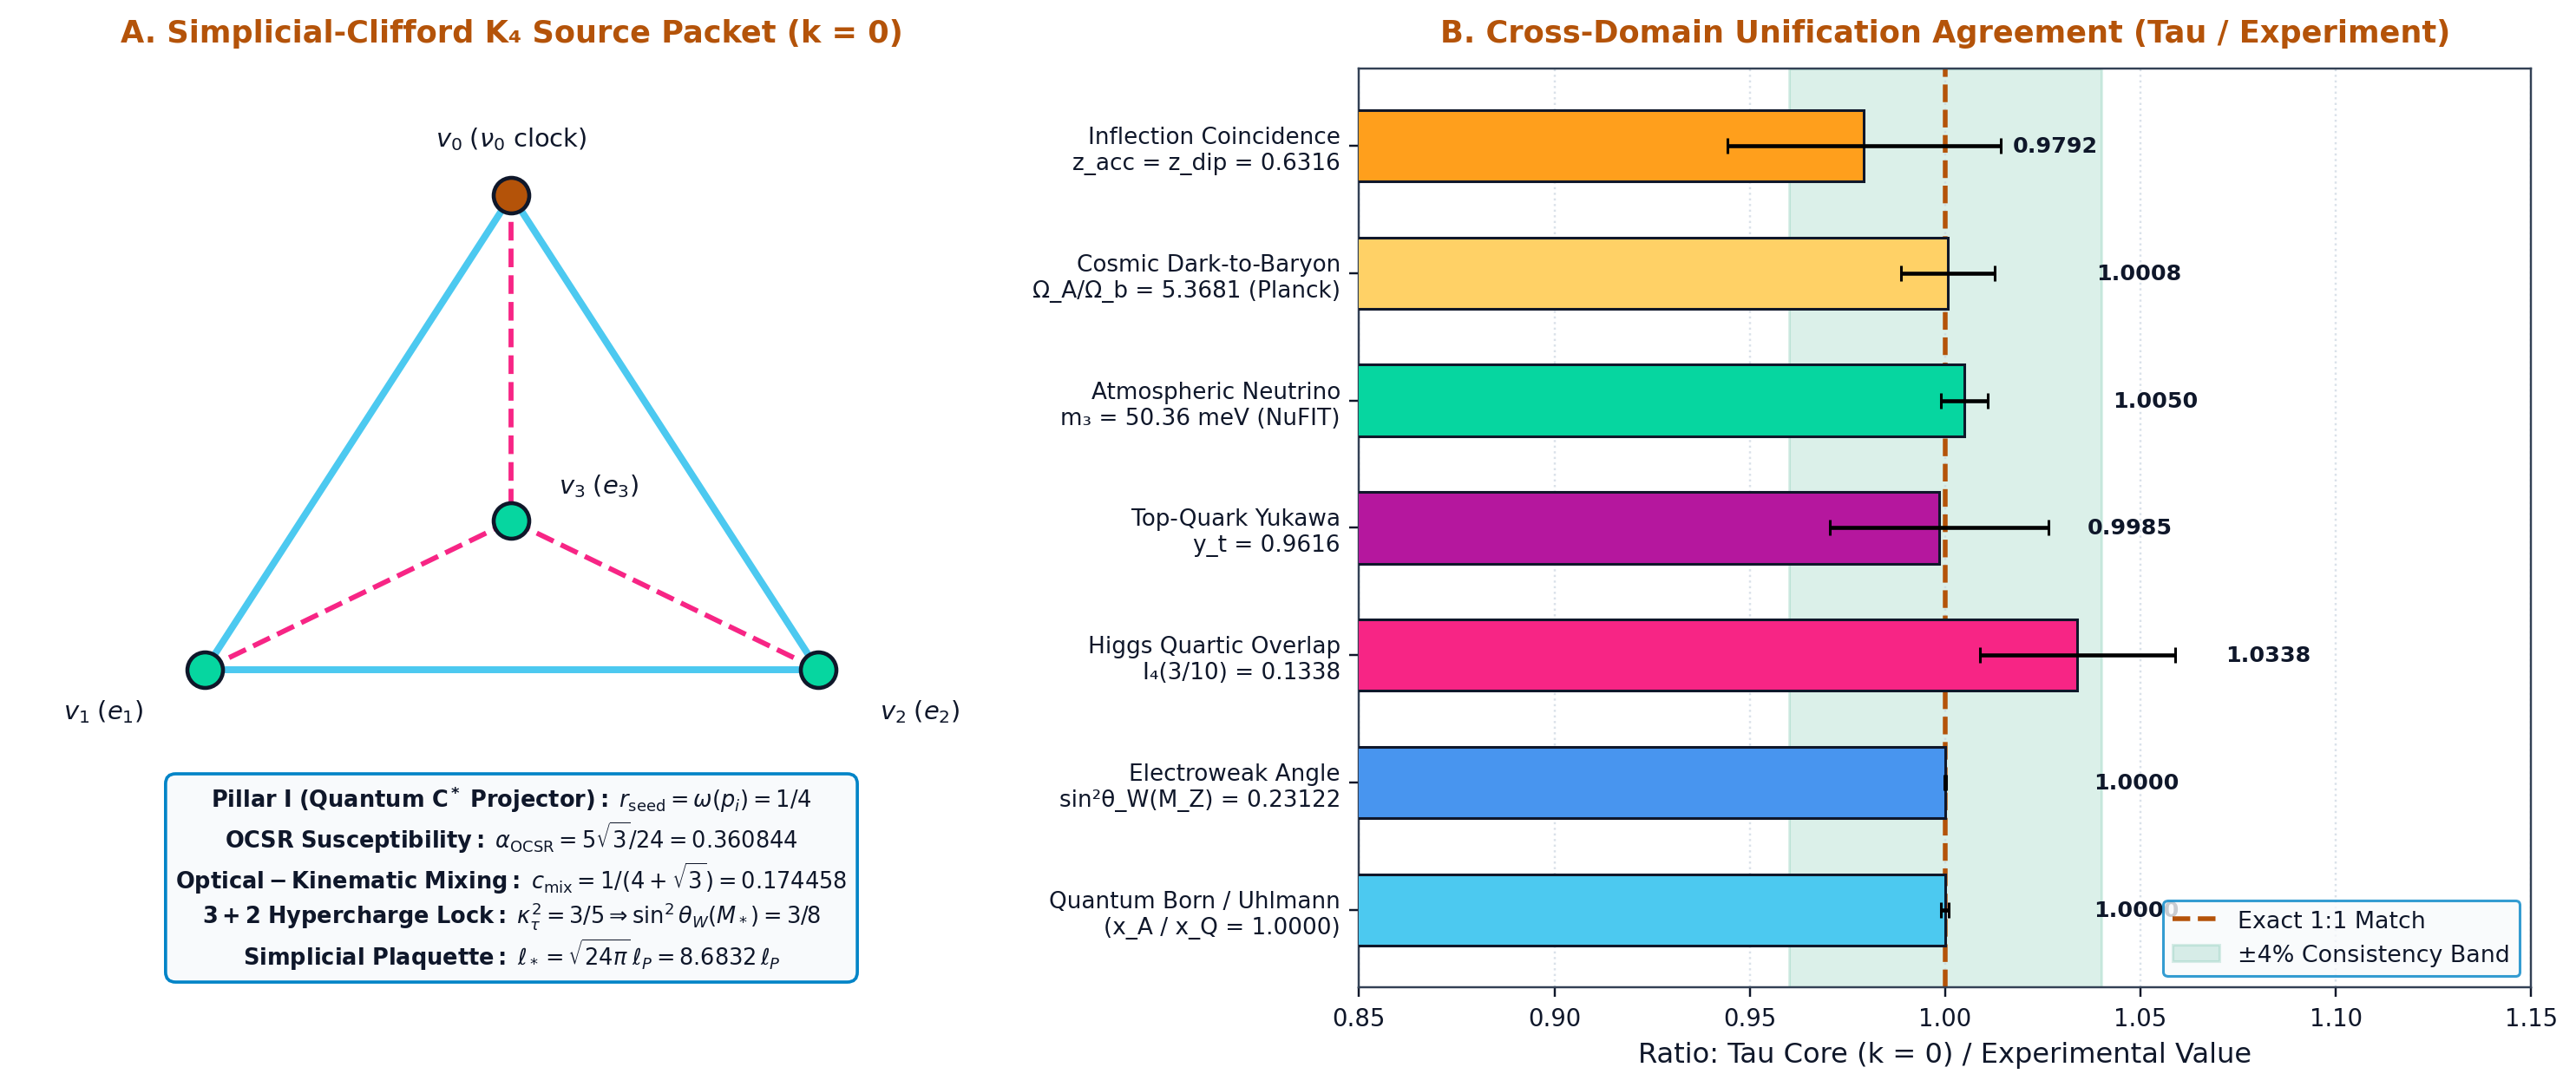 A. Simplicial-Clifford K₄ Source Packet (k = 0)
v₀ (ν₀ clock)
v₃ (e₃)
v₁ (e₁)
v₂ (e₂)
Pillar I (Quantum C* Projector): r_seed = ω(p_i) = 1/4
OCSR Susceptibility: α_OCSR = 5√3/24 = 0.360844
Optical−Kinematic Mixing: c_mix = 1/(4 + √3) = 0.174458
3 + 2 Hypercharge Lock: κ_τ² = 3/5 ⇒ sin² θ_W(M_*) = 3/8
Simplicial Plaquette: ℓ_* = √24π ℓ_P = 8.6832 ℓ_P
B. Cross-Domain Unification Agreement (Tau / Experiment)
Inflection Coincidence
z_acc = z_dip = 0.6316
0.9792
Cosmic Dark-to-Baryon
Ω_A/Ω_b = 5.3681 (Planck)
1.0008
Atmospheric Neutrino
m₃ = 50.36 meV (NuFIT)
1.0050
Top-Quark Yukawa
y_t = 0.9616
0.9985
Higgs Quartic Overlap
I₄(3/10) = 0.1338
1.0338
Electroweak Angle
sin²θ_W(M_Z) = 0.23122
1.0000
Quantum Born / Uhlmann
(x_A / x_Q = 1.0000)
1.0000
Exact 1:1 Match
±4% Consistency Band
0.85 0.90 0.95 1.00 1.05 1.10 1.15
Ratio: Tau Core (k = 0) / Experimental Value